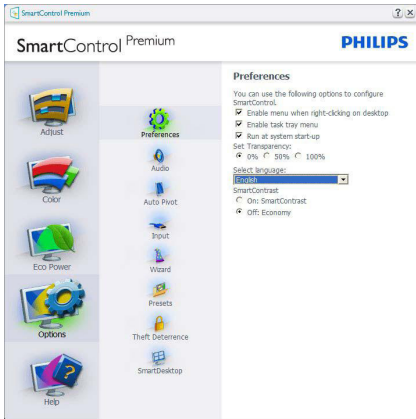 SmartControl Premium
SmartControl Premium
PHILIPS
Adjust
Color
Eco Power
Options
Help
Preferences
Audio
Auto Pivot
Input
Wizard
Presets
Theft Deterrence
SmartDesktop
Preferences
You can use the following options to configure
SmartControl.
Enable menu when right-clicking on desktop
Enable task tray menu
Run at system start-up
Set Transparency:
0% 50% 100%
Select language:
English
SmartContrast
On: SmartContrast
Off: Economy